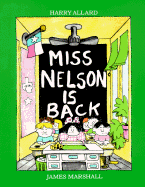 HARRY ALLARD
MISS
NELSON
IS
BACK
JAMES MARSHALL